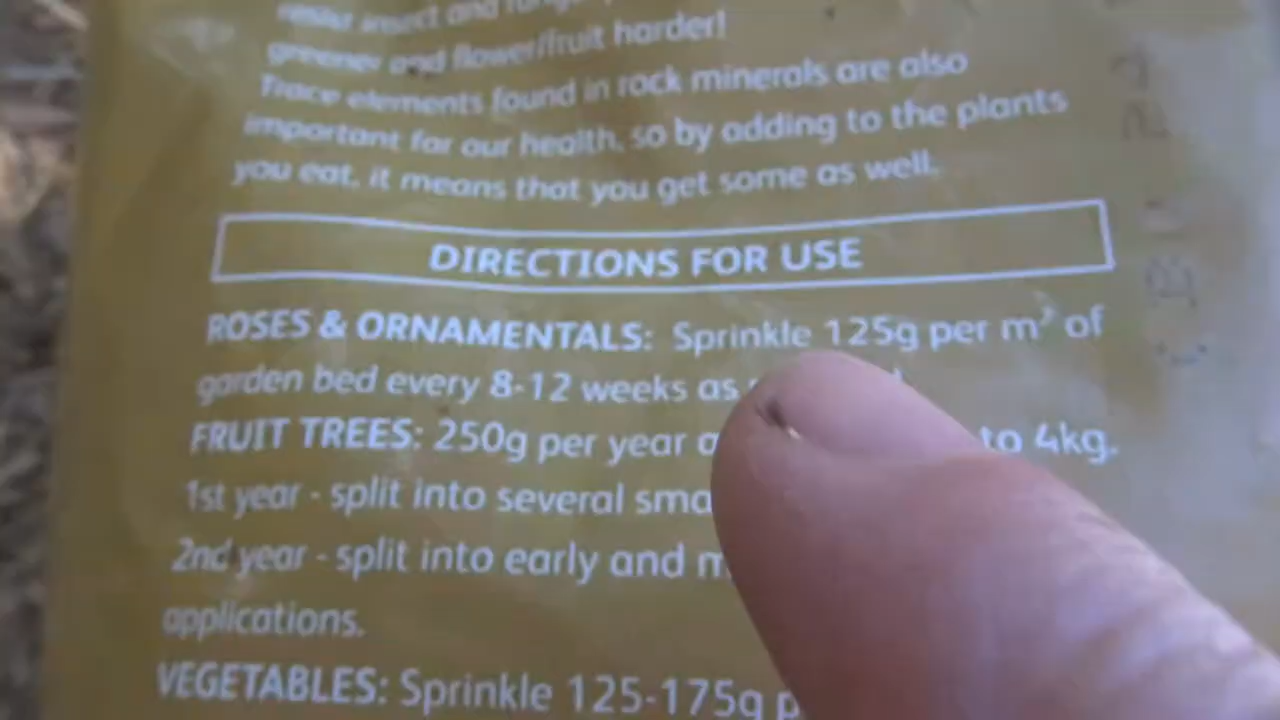 resist insect and
greener and flower/fruit harder!
Trace elements found in rock minerals are also
important for our health, so by adding to the plants
you eat, it means that you get some as well.
DIRECTIONS FOR USE
ROSES & ORNAMENTALS: Sprinkle 125g per m² of
garden bed every 8-12 weeks as
FRUIT TREES: 250g per year to 4kg.
1st year - split into several
2nd year - split into early and
applications.
VEGETABLES: Sprinkle 125-175g